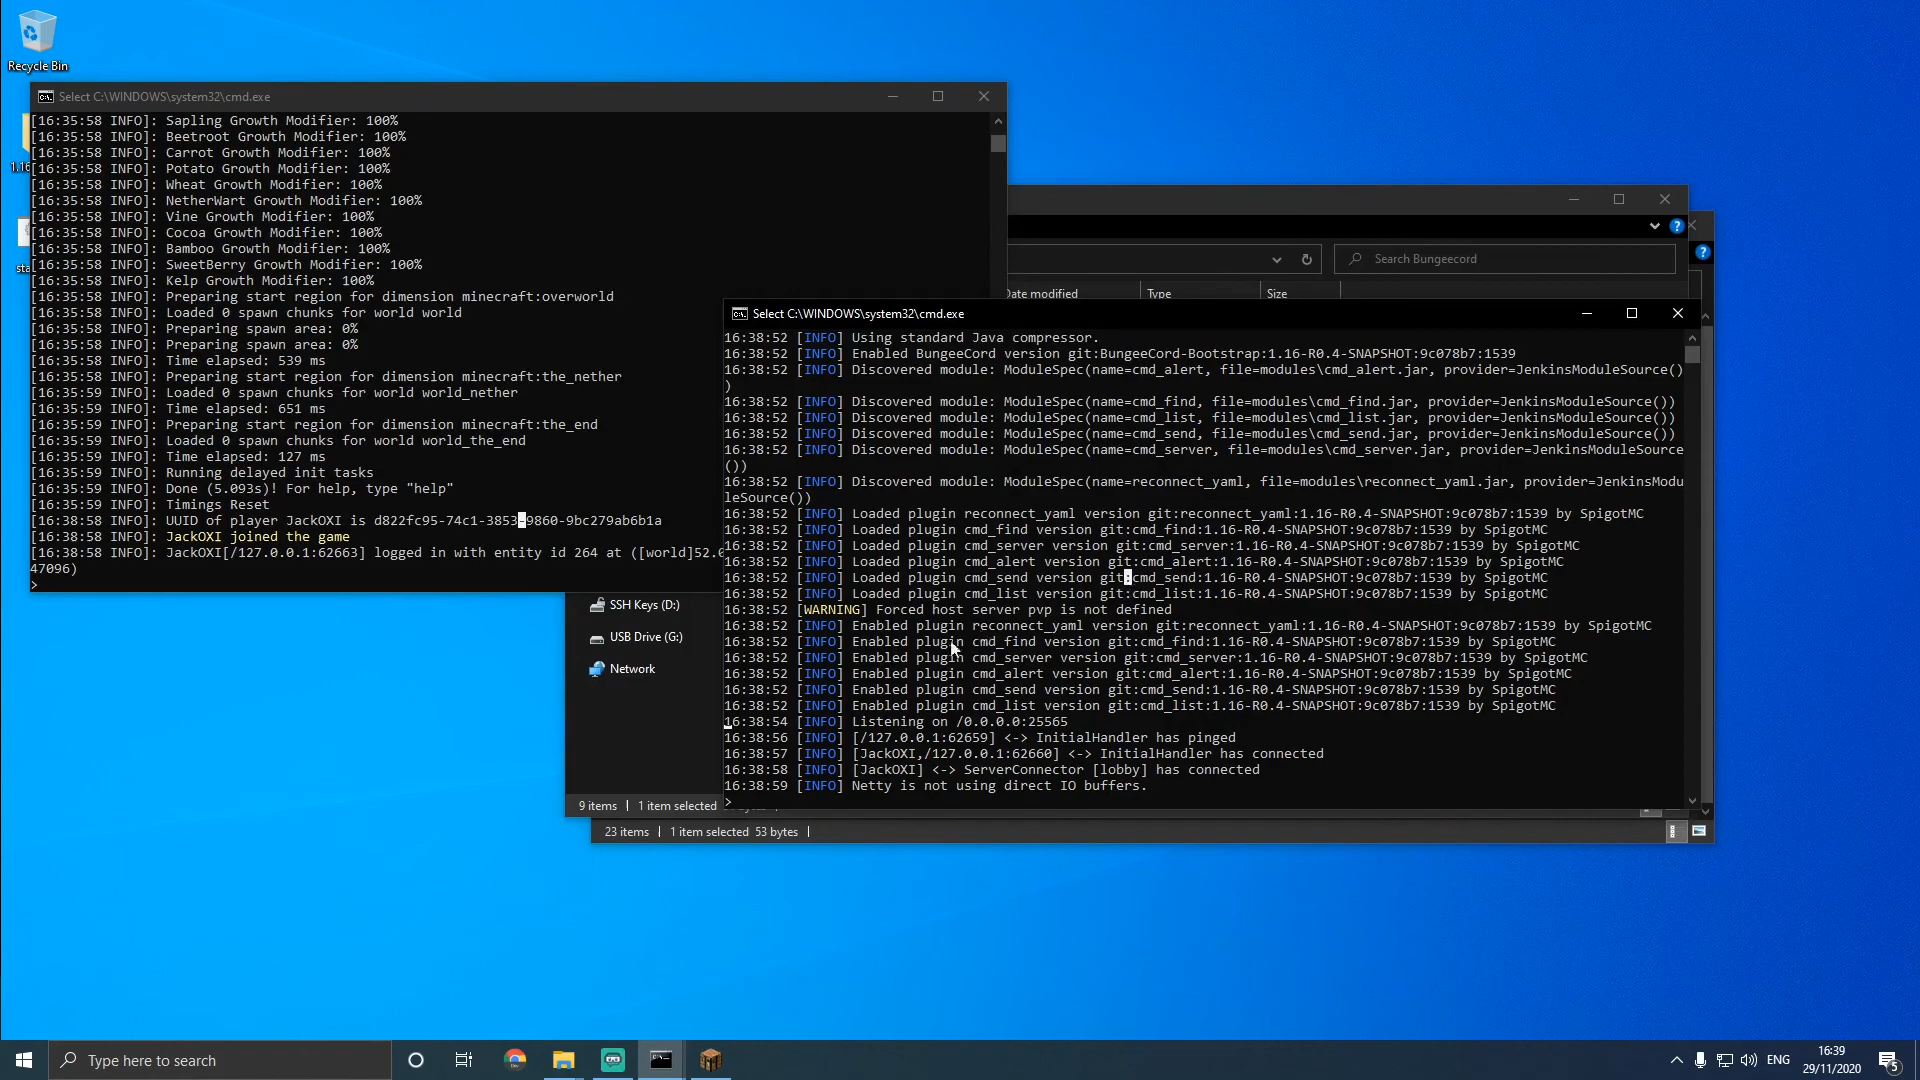 Recycle Bin
Select C:\WINDOWS\system32\cmd.exe
[16:35:58 INFO]: Sapling Growth Modifier: 100%
[16:35:58 INFO]: Beetroot Growth Modifier: 100%
[16:35:58 INFO]: Carrot Growth Modifier: 100%
[16:35:58 INFO]: Potato Growth Modifier: 100%
[16:35:58 INFO]: Wheat Growth Modifier: 100%
[16:35:58 INFO]: NetherWart Growth Modifier: 100%
[16:35:58 INFO]: Vine Growth Modifier: 100%
[16:35:58 INFO]: Cocoa Growth Modifier: 100%
[16:35:58 INFO]: Bamboo Growth Modifier: 100%
[16:35:58 INFO]: SweetBerry Growth Modifier: 100%
[16:35:58 INFO]: Kelp Growth Modifier: 100%
[16:35:58 INFO]: Preparing start region for dimension minecraft:overworld
[16:35:58 INFO]: Loaded 0 spawn chunks for world world
[16:35:58 INFO]: Preparing spawn area: 0%
[16:35:58 INFO]: Preparing spawn area: 0%
[16:35:58 INFO]: Time elapsed: 539 ms
[16:35:58 INFO]: Preparing start region for dimension minecraft:the_nether
[16:35:58 INFO]: Loaded 0 spawn chunks for world world_nether
[16:35:59 INFO]: Time elapsed: 651 ms
[16:35:59 INFO]: Preparing start region for dimension minecraft:the_end
[16:35:59 INFO]: Loaded 0 spawn chunks for world world_the_end
[16:35:59 INFO]: Time elapsed: 127 ms
[16:35:59 INFO]: Running delayed init tasks
[16:35:59 INFO]: Done (5.093s)! For help, type "help"
[16:35:59 INFO]: Timings Reset
[16:38:58 INFO]: UUID of player JackOXI is d822fc95-74c1-3853-9860-9bc279ab6b1a
[16:38:58 INFO]: JackOXI joined the game
[16:38:58 INFO]: JackOXI[/127.0.0.1:62663] logged in with entity id 264 at ([world]52.0
47096)
>
1.16
sta
Search Bungeecord
Date modified
Type
Size
Select C:\WINDOWS\system32\cmd.exe
16:38:52 [INFO] Using standard Java compressor.
16:38:52 [INFO] Enabled BungeeCord version git:BungeeCord-Bootstrap:1.16-R0.4-SNAPSHOT:9c078b7:1539
16:38:52 [INFO] Discovered module: ModuleSpec(name=cmd_alert, file=modules\cmd_alert.jar, provider=JenkinsModuleSource()
)
16:38:52 [INFO] Discovered module: ModuleSpec(name=cmd_find, file=modules\cmd_find.jar, provider=JenkinsModuleSource())
16:38:52 [INFO] Discovered module: ModuleSpec(name=cmd_list, file=modules\cmd_list.jar, provider=JenkinsModuleSource())
16:38:52 [INFO] Discovered module: ModuleSpec(name=cmd_send, file=modules\cmd_send.jar, provider=JenkinsModuleSource())
16:38:52 [INFO] Discovered module: ModuleSpec(name=cmd_server, file=modules\cmd_server.jar, provider=JenkinsModuleSource
())
16:38:52 [INFO] Discovered module: ModuleSpec(name=reconnect_yaml, file=modules\reconnect_yaml.jar, provider=JenkinsModu
leSource())
16:38:52 [INFO] Loaded plugin reconnect_yaml version git:reconnect_yaml:1.16-R0.4-SNAPSHOT:9c078b7:1539 by SpigotMC
16:38:52 [INFO] Loaded plugin cmd_find version git:cmd_find:1.16-R0.4-SNAPSHOT:9c078b7:1539 by SpigotMC
16:38:52 [INFO] Loaded plugin cmd_server version git:cmd_server:1.16-R0.4-SNAPSHOT:9c078b7:1539 by SpigotMC
16:38:52 [INFO] Loaded plugin cmd_alert version git:cmd_alert:1.16-R0.4-SNAPSHOT:9c078b7:1539 by SpigotMC
16:38:52 [INFO] Loaded plugin cmd_send version git:cmd_send:1.16-R0.4-SNAPSHOT:9c078b7:1539 by SpigotMC
16:38:52 [INFO] Loaded plugin cmd_list version git:cmd_list:1.16-R0.4-SNAPSHOT:9c078b7:1539 by SpigotMC
16:38:52 [WARNING] Forced host server pvp is not defined
16:38:52 [INFO] Enabled plugin reconnect_yaml version git:reconnect_yaml:1.16-R0.4-SNAPSHOT:9c078b7:1539 by SpigotMC
16:38:52 [INFO] Enabled plugin cmd_find version git:cmd_find:1.16-R0.4-SNAPSHOT:9c078b7:1539 by SpigotMC
16:38:52 [INFO] Enabled plugin cmd_server version git:cmd_server:1.16-R0.4-SNAPSHOT:9c078b7:1539 by SpigotMC
16:38:52 [INFO] Enabled plugin cmd_alert version git:cmd_alert:1.16-R0.4-SNAPSHOT:9c078b7:1539 by SpigotMC
16:38:52 [INFO] Enabled plugin cmd_send version git:cmd_send:1.16-R0.4-SNAPSHOT:9c078b7:1539 by SpigotMC
16:38:52 [INFO] Enabled plugin cmd_list version git:cmd_list:1.16-R0.4-SNAPSHOT:9c078b7:1539 by SpigotMC
16:38:54 [INFO] Listening on /0.0.0.0:25565
16:38:56 [INFO] [/127.0.0.1:62659] <-> InitialHandler has pinged
16:38:57 [INFO] [JackOXI,/127.0.0.1:62660] <-> InitialHandler has connected
16:38:58 [INFO] [JackOXI] <-> ServerConnector [lobby] has connected
16:38:59 [INFO] Netty is not using direct IO buffers.
>
SSH Keys (D:)
USB Drive (G:)
Network
9 items
1 item selected
23 items
1 item selected 53 bytes
Type here to search
ENG
16:39
29/11/2020
5